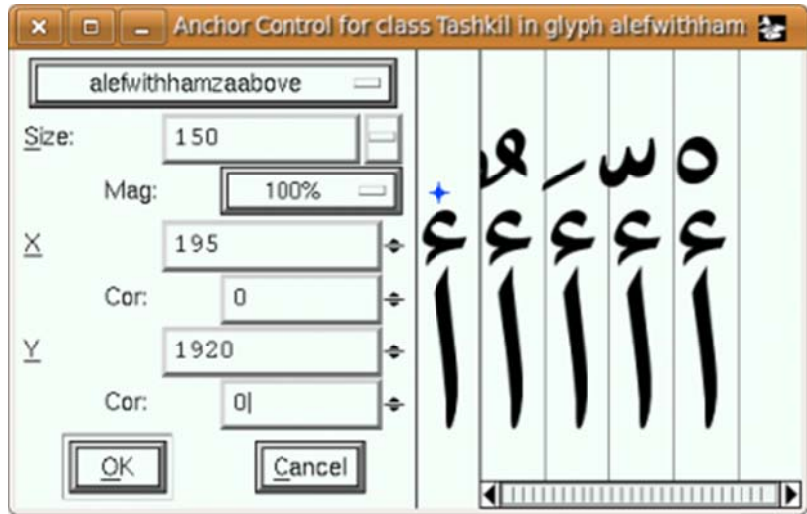 Anchor Control for class Tashkil in glyph alefwithham
alefwithhamzaabove
Size: 150
Mag: 100%
X 195
Cor: 0
Y 1920
Cor: 0
OK Cancel
أ أٌ أَ أّ أْ